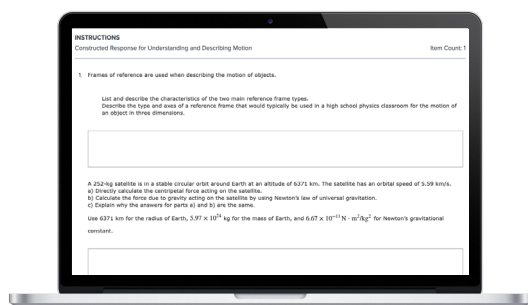 INSTRUCTIONS
Constructed Response for Understanding and Describing Motion Item Count: 1
1. Frames of reference are used when describing the motion of objects.
List and describe the characteristics of the two main reference frame types.
Describe the type and axes of a reference frame that would typically be used in a high school physics classroom for the motion of
an object in three dimensions.
A 252-kg satellite is in a stable circular orbit around Earth at an altitude of 6371 km. The satellite has an orbital speed of 5.59 km/s.
a) Directly calculate the centripetal force acting on the satellite.
b) Calculate the force due to gravity acting on the satellite by using Newton's law of universal gravitation.
c) Explain why the answers for parts a) and b) are the same.
Use 6371 km for the radius of Earth, 5.97 × 10²⁴ kg for the mass of Earth, and 6.67 × 10⁻¹¹ N · m²/kg² for Newton's gravitational
constant.